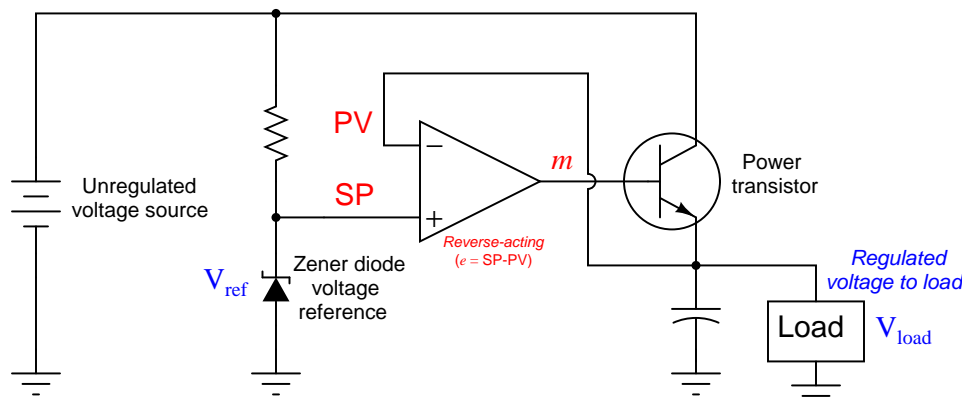 PV
−
m
Power
transistor
Unregulated
voltage source
SP
+
Reverse-acting
(e = SP-PV)
Vref
Zener diode
voltage
reference
Regulated
voltage to load
Load
Vload